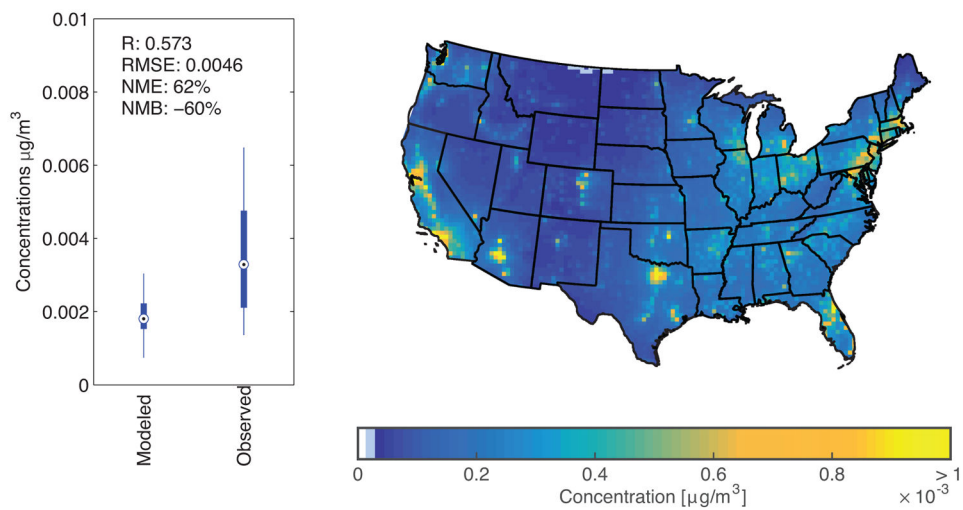 0.01
R: 0.573
RMSE: 0.0046
NME: 62%
NMB: –60%
0.008
0.006
0.004
0.002
0
Concentrations μg/m³
Modeled
Observed
0 0.2 0.4 0.6 0.8 > 1
Concentration [μg/m³] × 10⁻³